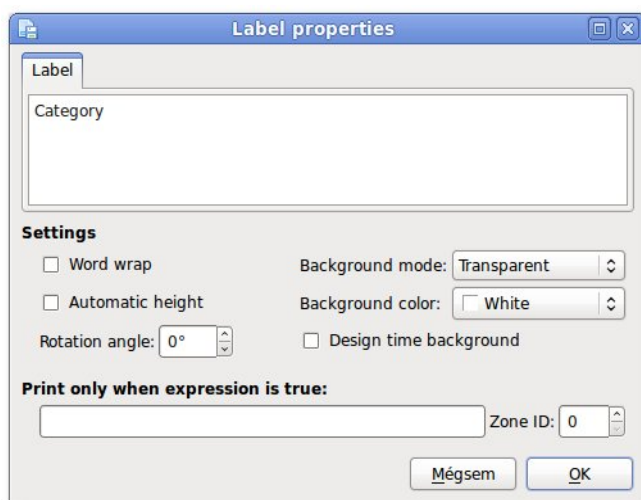 Label properties
Label
Category
Settings
Word wrap
Background mode: Transparent
Automatic height
Background color: White
Rotation angle: 0°
Design time background
Print only when expression is true:
Zone ID: 0
Mégsem
OK